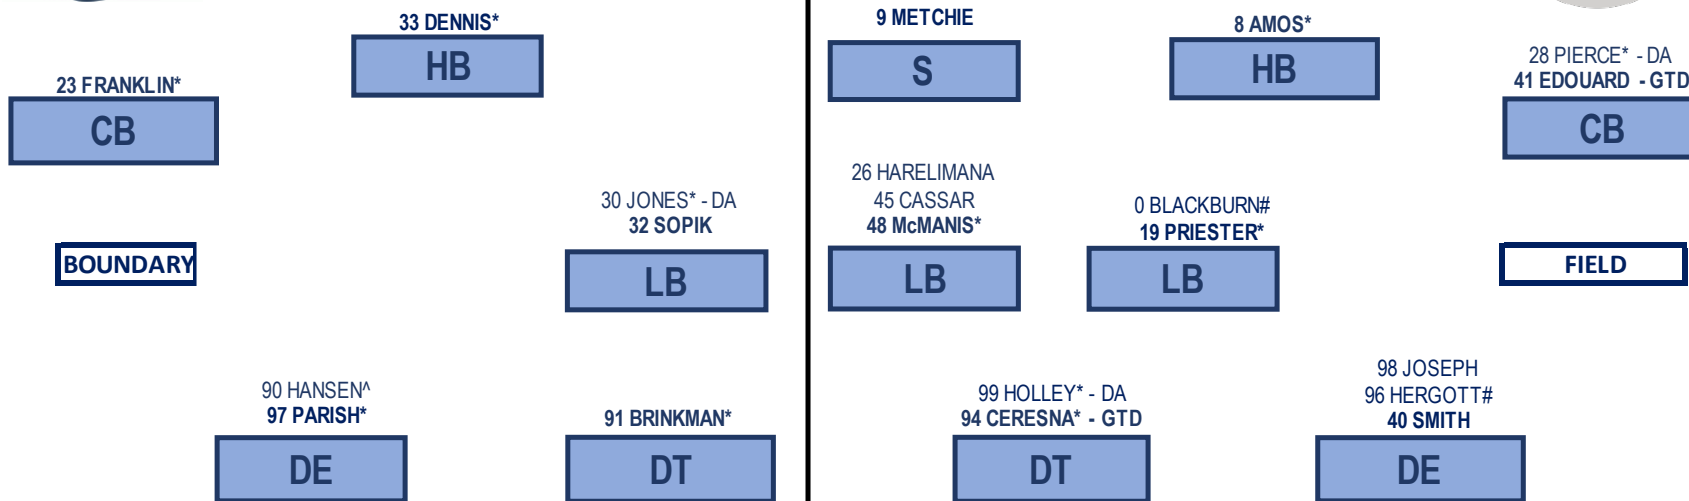 33 DENNIS*
HB
23 FRANKLIN*
CB
30 JONES* - DA
32 SOPIK
LB
BOUNDARY
90 HANSEN^
97 PARISH*
DE
91 BRINKMAN*
DT
9 METCHIE
S
8 AMOS*
HB
28 PIERCE* - DA
41 EDOUARD - GTD
CB
26 HARELIMANA
45 CASSAR
48 McMANIS*
LB
0 BLACKBURN#
19 PRIESTER*
LB
FIELD
99 HOLLEY* - DA
94 CERESNA* - GTD
DT
98 JOSEPH
96 HERGOTT#
40 SMITH
DE